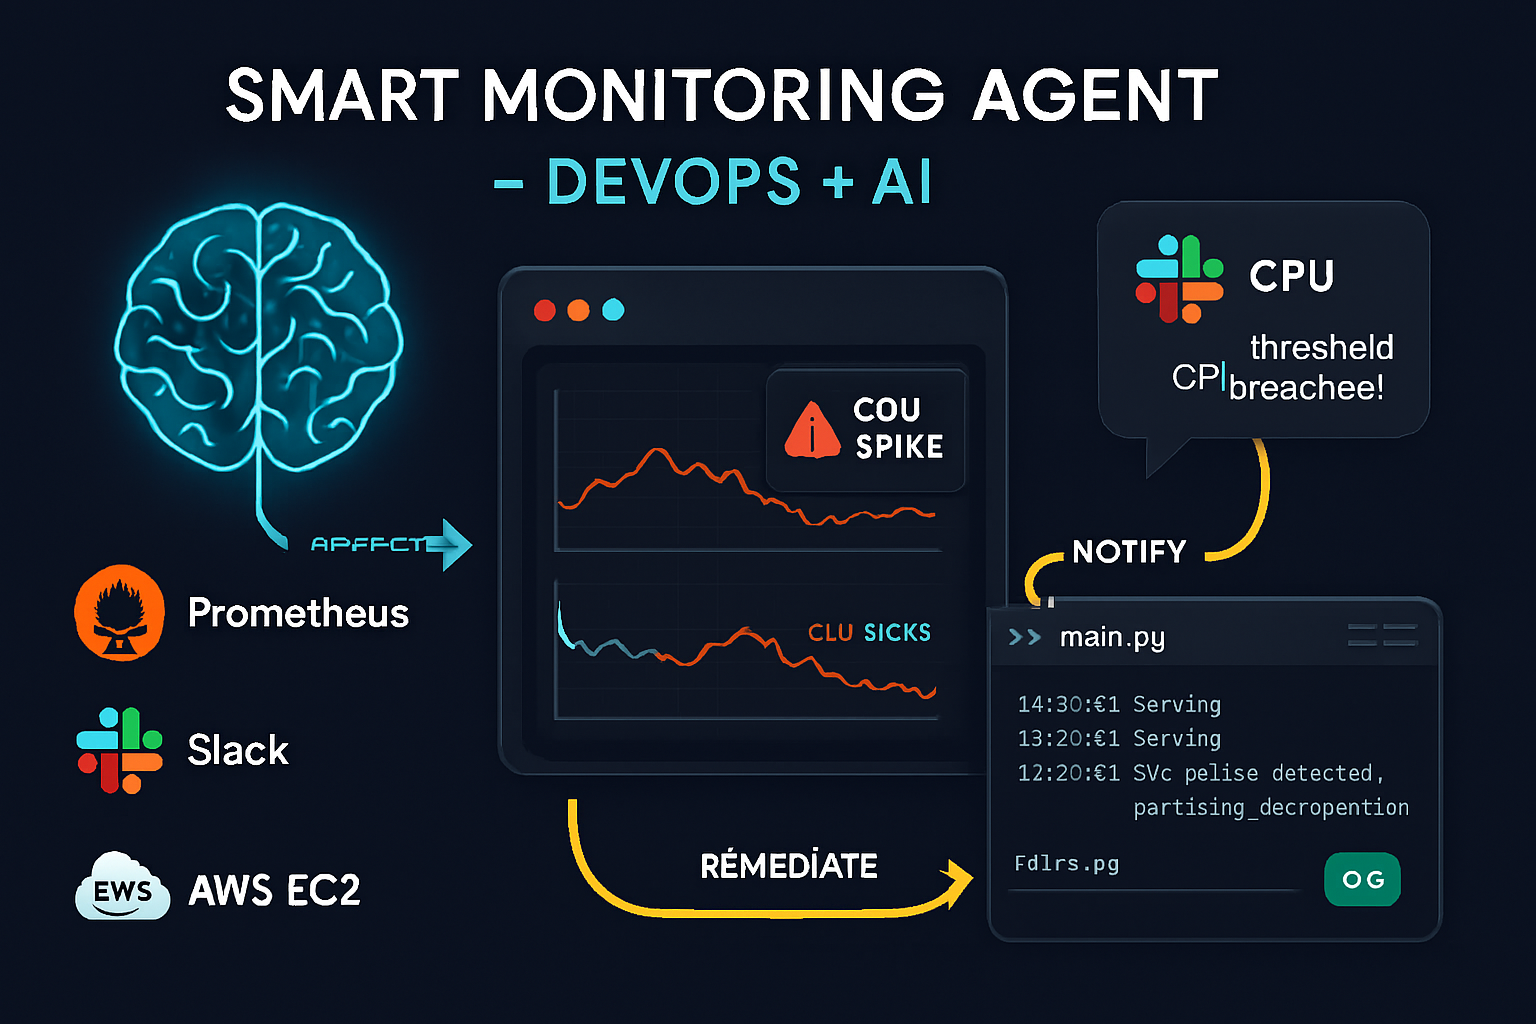 SMART MONITORING AGENT
– DEVOPS + AI
CPU
thresheld
CP|breachee!
COU
SPIKE
APFFCT
NOTIFY
Prometheus
CLU SICKS
>> main.py
14:30:€1 Serving
13:20:€1 Serving
12:20:€1 SVc pelise detected,
partising_decropention
Slack
RÉMEDİATE
Fdlrs.pg
OG
EWS AWS EC2